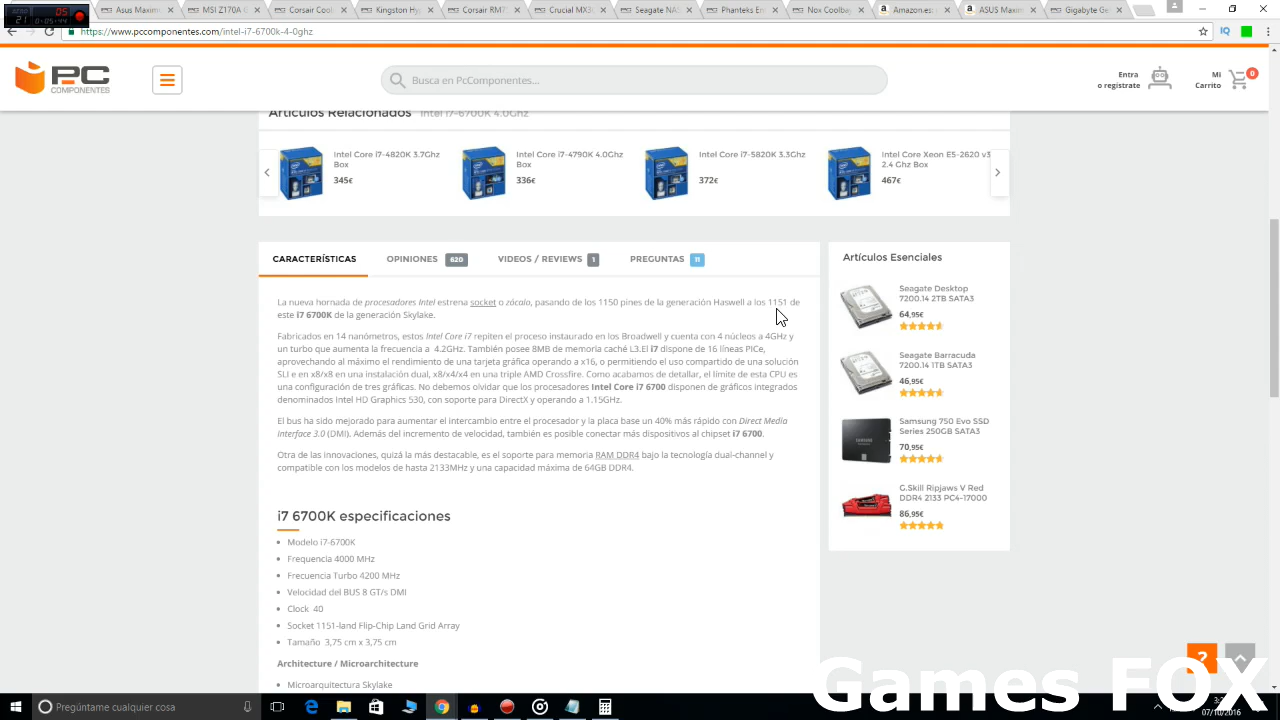 05
21 0:05:44
Asus Maxim
MSI Z170A G
Corsair Carb
Kingston Hy
Crucial MX30
Seagate Nas
Nox Coolbay
Amazon.es
ASUS Maxim
Gigabyte Ge
https://www.pccomponentes.com/intel-i7-6700k-4-0ghz
IQ
PC
COMPONENTES
Busca en PcComponentes...
Entra
o regístrate
Mi
Carrito
0
Artículos Relacionados Intel i7-6700K 4.0Ghz
Intel Core i7-4820K 3.7Ghz
Box
345€
Intel Core i7-4790K 4.0Ghz
Box
336€
Intel Core i7-5820K 3.3Ghz
372€
Intel Core Xeon E5-2620 v3
2.4 Ghz Box
467€
CARACTERÍSTICAS OPINIONES 620 VIDEOS / REVIEWS 1 PREGUNTAS 11
La nueva hornada de procesadores Intel estrena socket o zócalo, pasando de los 1150 pines de la generación Haswell a los 1151 de
este i7 6700K de la generación Skylake.
Fabricados en 14 nanómetros, estos Intel Core i7 repiten el proceso instaurado en los Broadwell y cuenta con 4 núcleos a 4GHz y
un turbo que aumenta la frecuencia a 4.2GHz. También posee 8MB de memoria caché L3.El i7 dispone de 16 líneas PICe,
aprovechando al máximo el rendimiento de una tarjeta gráfica operando a x16, o permitiendo el uso compartido de una solución
SLI e en x8/x8 en una instalación dual, x8/x4/x4 en una triple AMD Crossfire. Como acabamos de detallar, el límite de esta CPU es
una configuración de tres gráficas. No debemos olvidar que los procesadores Intel Core i7 6700 disponen de gráficos integrados
denominados Intel HD Graphics 530, con soporte para DirectX y operando a 1.15GHz.
El bus ha sido mejorado para aumentar el intercambio entre el procesador y la placa base un 40% más rápido con Direct Media
Interface 3.0 (DMI). Además del incremento de velocidad, también es posible conectar más dispositivos al chipset i7 6700.
Otra de las innovaciones, quizá la más destacable, es el soporte para memoria RAM DDR4 bajo la tecnología dual-channel y
compatible con los modelos de hasta 2133MHz y una capacidad máxima de 64GB DDR4.
i7 6700K especificaciones
Modelo i7-6700K
Frequencia 4000 MHz
Frecuencia Turbo 4200 MHz
Velocidad del BUS 8 GT/s DMI
Clock 40
Socket 1151-land Flip-Chip Land Grid Array
Tamaño 3,75 cm x 3,75 cm
Architecture / Microarchitecture
Microarquitectura Skylake
Artículos Esenciales
Seagate Desktop
7200.14 2TB SATA3
64,95€
Seagate Barracuda
7200.14 1TB SATA3
46,95€
Samsung 750 Evo SSD
Series 250GB SATA3
70,95€
G.Skill Ripjaws V Red
DDR4 2133 PC4-17000
86,95€
?
Games FOX
Pregúntame cualquier cosa
07/10/2016